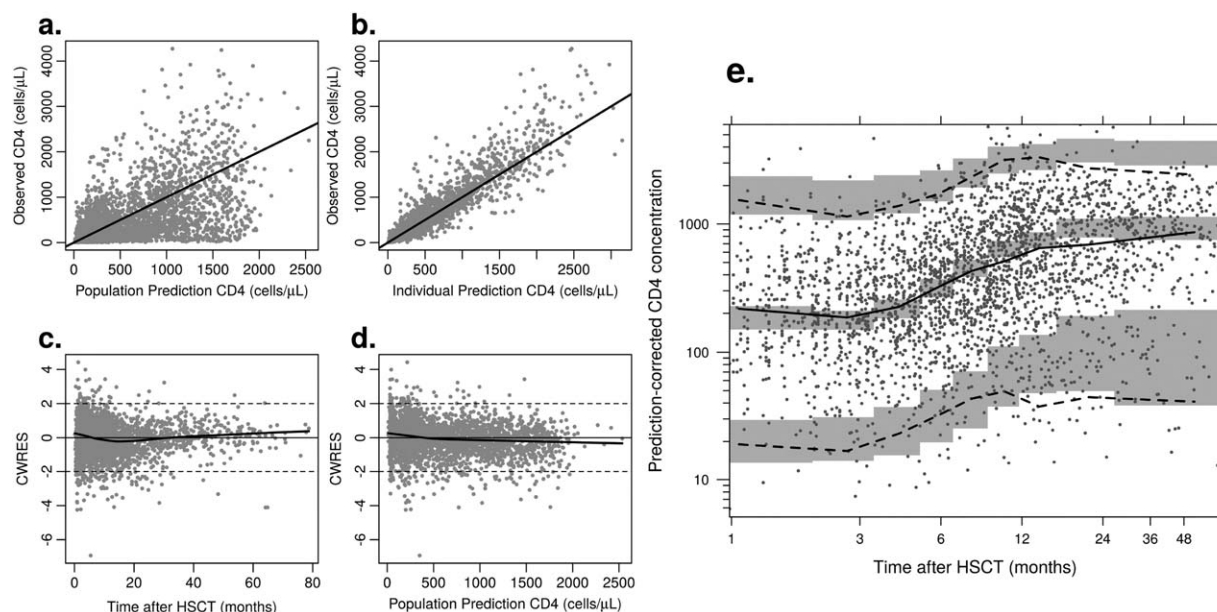 a.
Observed CD4 (cells/μL)
4000
3000
2000
1000
0
0 500 1000 1500 2000 2500
Population Prediction CD4 (cells/μL)
b.
Observed CD4 (cells/μL)
4000
3000
2000
1000
0
0 500 1000 1500 2000 2500
Individual Prediction CD4 (cells/μL)
c.
CWRES
4
2
0
-2
-4
-6
0 20 40 60 80
Time after HSCT (months)
d.
CWRES
4
2
0
-2
-4
-6
0 500 1000 1500 2000 2500
Population Prediction CD4 (cells/μL)
e.
Prediction-corrected CD4 concentration
1000
100
10
1 3 6 12 24 36 48
Time after HSCT (months)